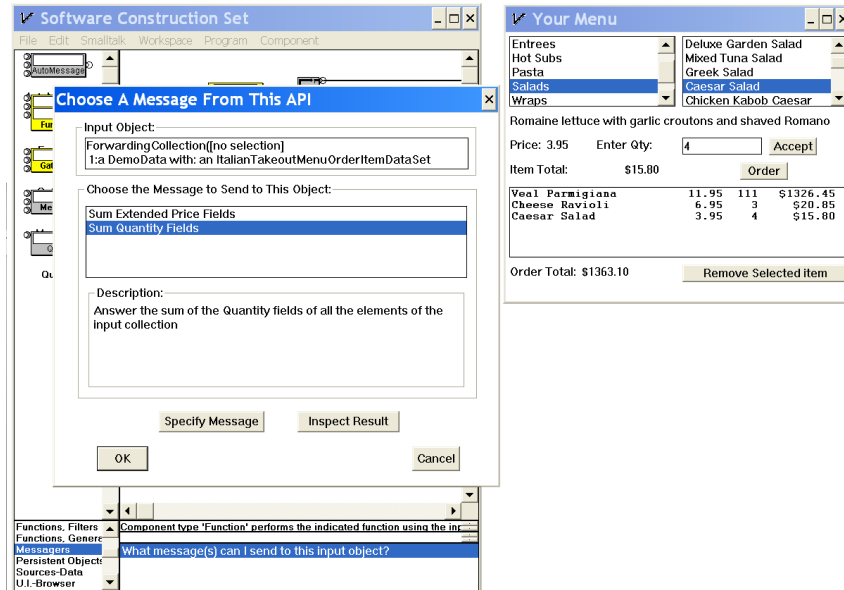 Software Construction Set
File Edit Smalltalk Workspace Program Component
AutoMessage
Choose A Message From This API
Input Object:
ForwardingCollection([no selection]
1:a DemoData with: an ItalianTakeoutMenuOrderItemDataSet
Choose the Message to Send to This Object:
Sum Extended Price Fields
Sum Quantity Fields
Description:
Answer the sum of the Quantity fields of all the elements of the
input collection
Specify Message
Inspect Result
OK
Cancel
Fur
Gat
Me
Q
Qu
Functions, Filters
Functions, Genera
Messagers
Persistent Objects
Sources-Data
U.I.-Browser
Component type 'Function' performs the indicated function using the inp
What message(s) can I send to this input object?
Your Menu
Entrees
Hot Subs
Pasta
Salads
Wraps
Deluxe Garden Salad
Mixed Tuna Salad
Greek Salad
Caesar Salad
Chicken Kabob Caesar
Romaine lettuce with garlic croutons and shaved Romano
Price: 3.95 Enter Qty: 4 Accept
Item Total: $15.80 Order
Veal Parmigiana 11.95 111 $1326.45
Cheese Ravioli 6.95 3 $20.85
Caesar Salad 3.95 4 $15.80
Order Total: $1363.10 Remove Selected item